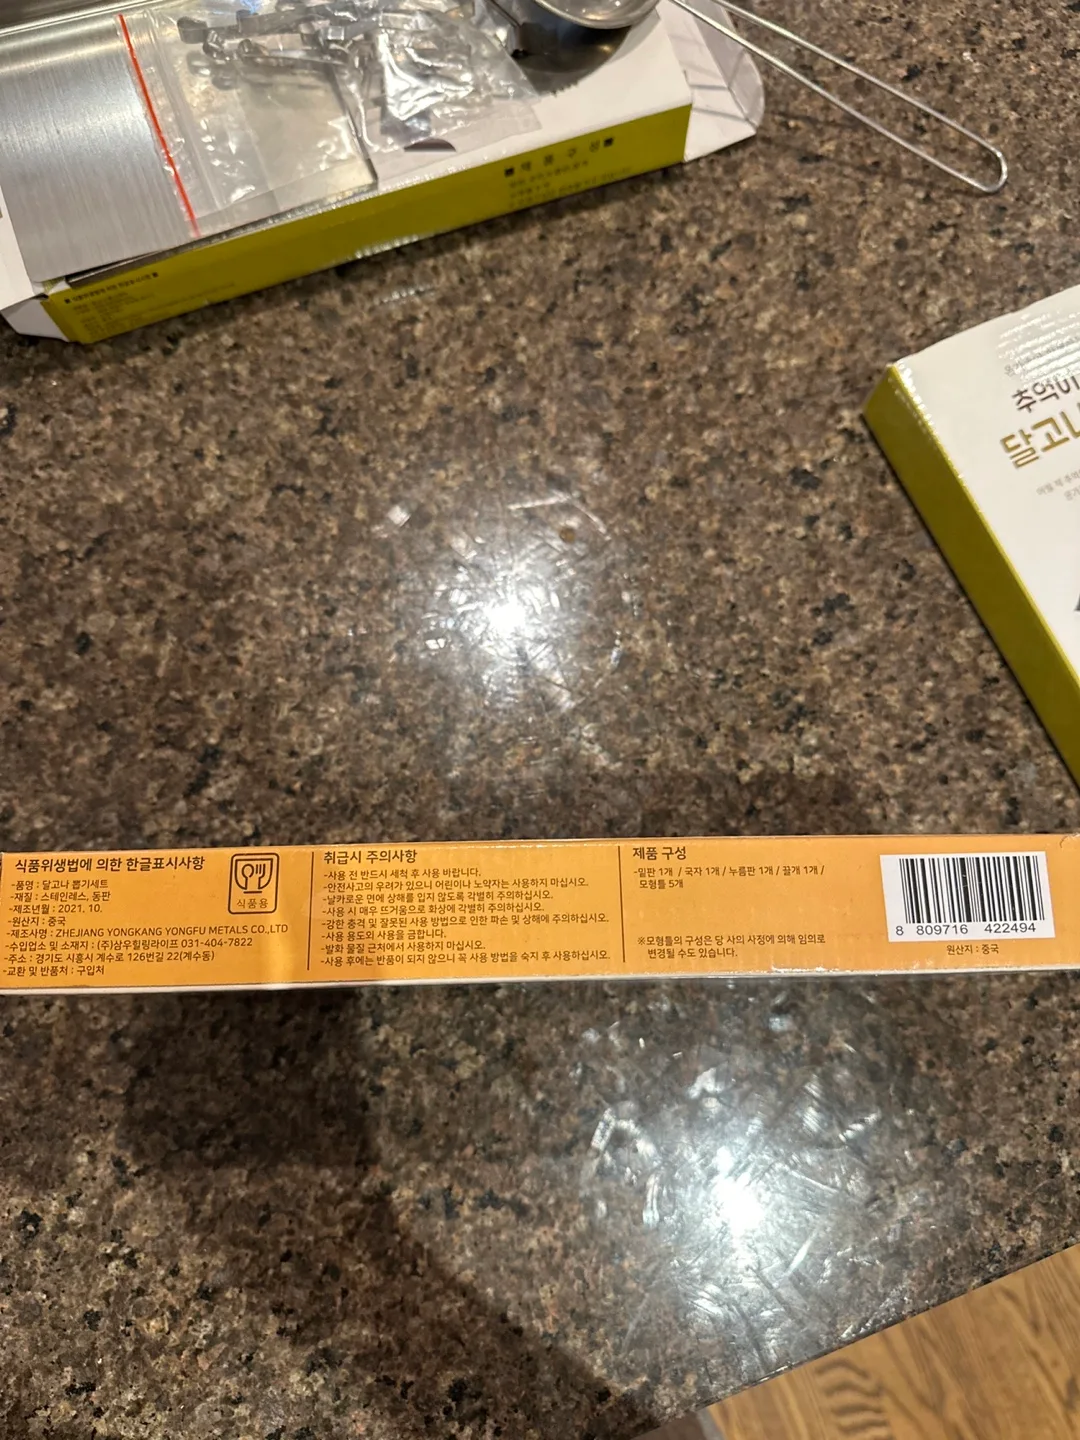 추억의
달고나
식품위생법에 의한 한글표시사항
-품명 : 달고나 뽑기세트
-재질 : 스테인레스, 동판
-제조년월 : 2021. 10.
-원산지 : 중국
-제조사명 : ZHEJIANG YONGKANG YONGFU METALS CO.,LTD
-수입업소 및 소재지 : (주)삼우힐링라이프 031-404-7822
-주소 : 경기도 시흥시 계수로 126번길 22(계수동)
-교환 및 반품처 : 구입처
식품용
취급시 주의사항
-사용 전 반드시 세척 후 사용 바랍니다.
-안전사고의 우려가 있으니 어린이나 노약자는 사용하지 마십시오.
-날카로운 면에 상해를 입지 않도록 각별히 주의하십시오.
-사용 시 매우 뜨거움으로 화상에 각별히 주의하십시오.
-강한 충격 및 잘못된 사용 방법으로 인한 파손 및 상해에 주의하십시오.
-사용 용도외 사용을 금합니다.
-발화 물질 근처에서 사용하지 마십시오.
-사용 후에는 반품이 되지 않으니 꼭 사용 방법을 숙지 후 사용하십시오.
제품 구성
-밑판 1개 / 국자 1개 / 누름판 1개 / 끌개 1개 /
모형틀 5개
※모형틀의 구성은 당 사의 사정에 의해 임의로
변경될 수도 있습니다.
8 809716 422494
원산지 : 중국